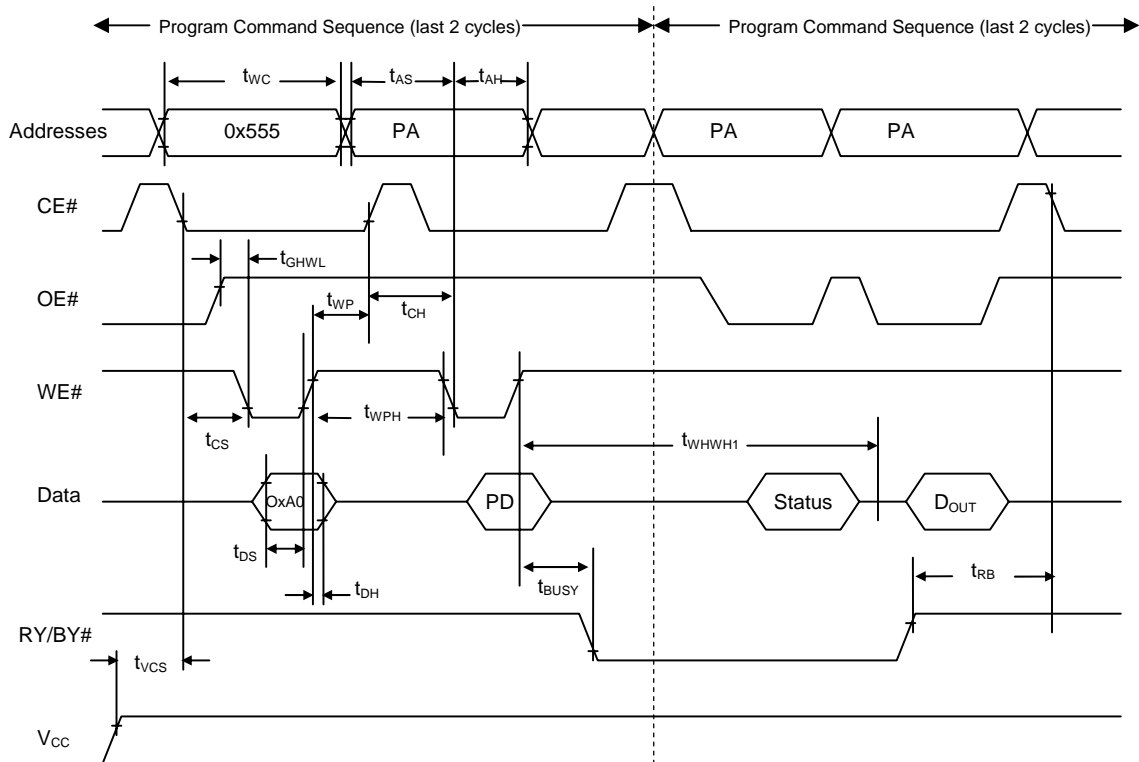 Program Command Sequence (last 2 cycles) Program Command Sequence (last 2 cycles)
tWC tAS tAH
Addresses 0x555 PA PA PA
CE#
tGHWL
OE#
tWP tCH
WE#
tCS tWPH tWHWH1
Data OxA0 PD Status DOUT
tDS tDH tBUSY tRB
RY/BY#
tVCS
VCC